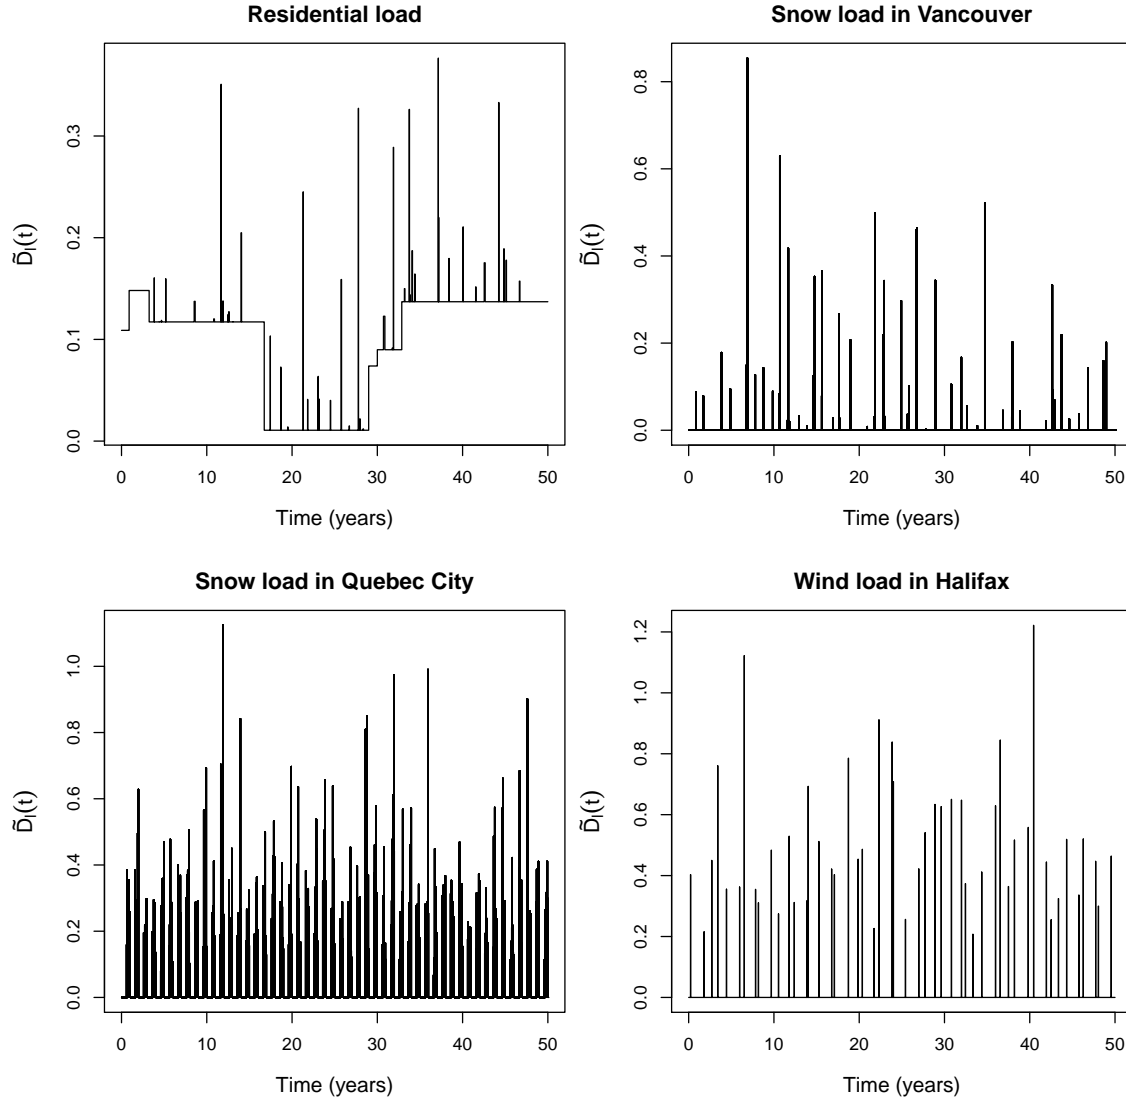 Residential load
D̃ₗ(t)
0.0 0.1 0.2 0.3
0 10 20 30 40 50
Time (years)
Snow load in Vancouver
D̃ₗ(t)
0.0 0.2 0.4 0.6 0.8
0 10 20 30 40 50
Time (years)
Snow load in Quebec City
D̃ₗ(t)
0.0 0.2 0.4 0.6 0.8 1.0
0 10 20 30 40 50
Time (years)
Wind load in Halifax
D̃ₗ(t)
0.0 0.2 0.4 0.6 0.8 1.0 1.2
0 10 20 30 40 50
Time (years)